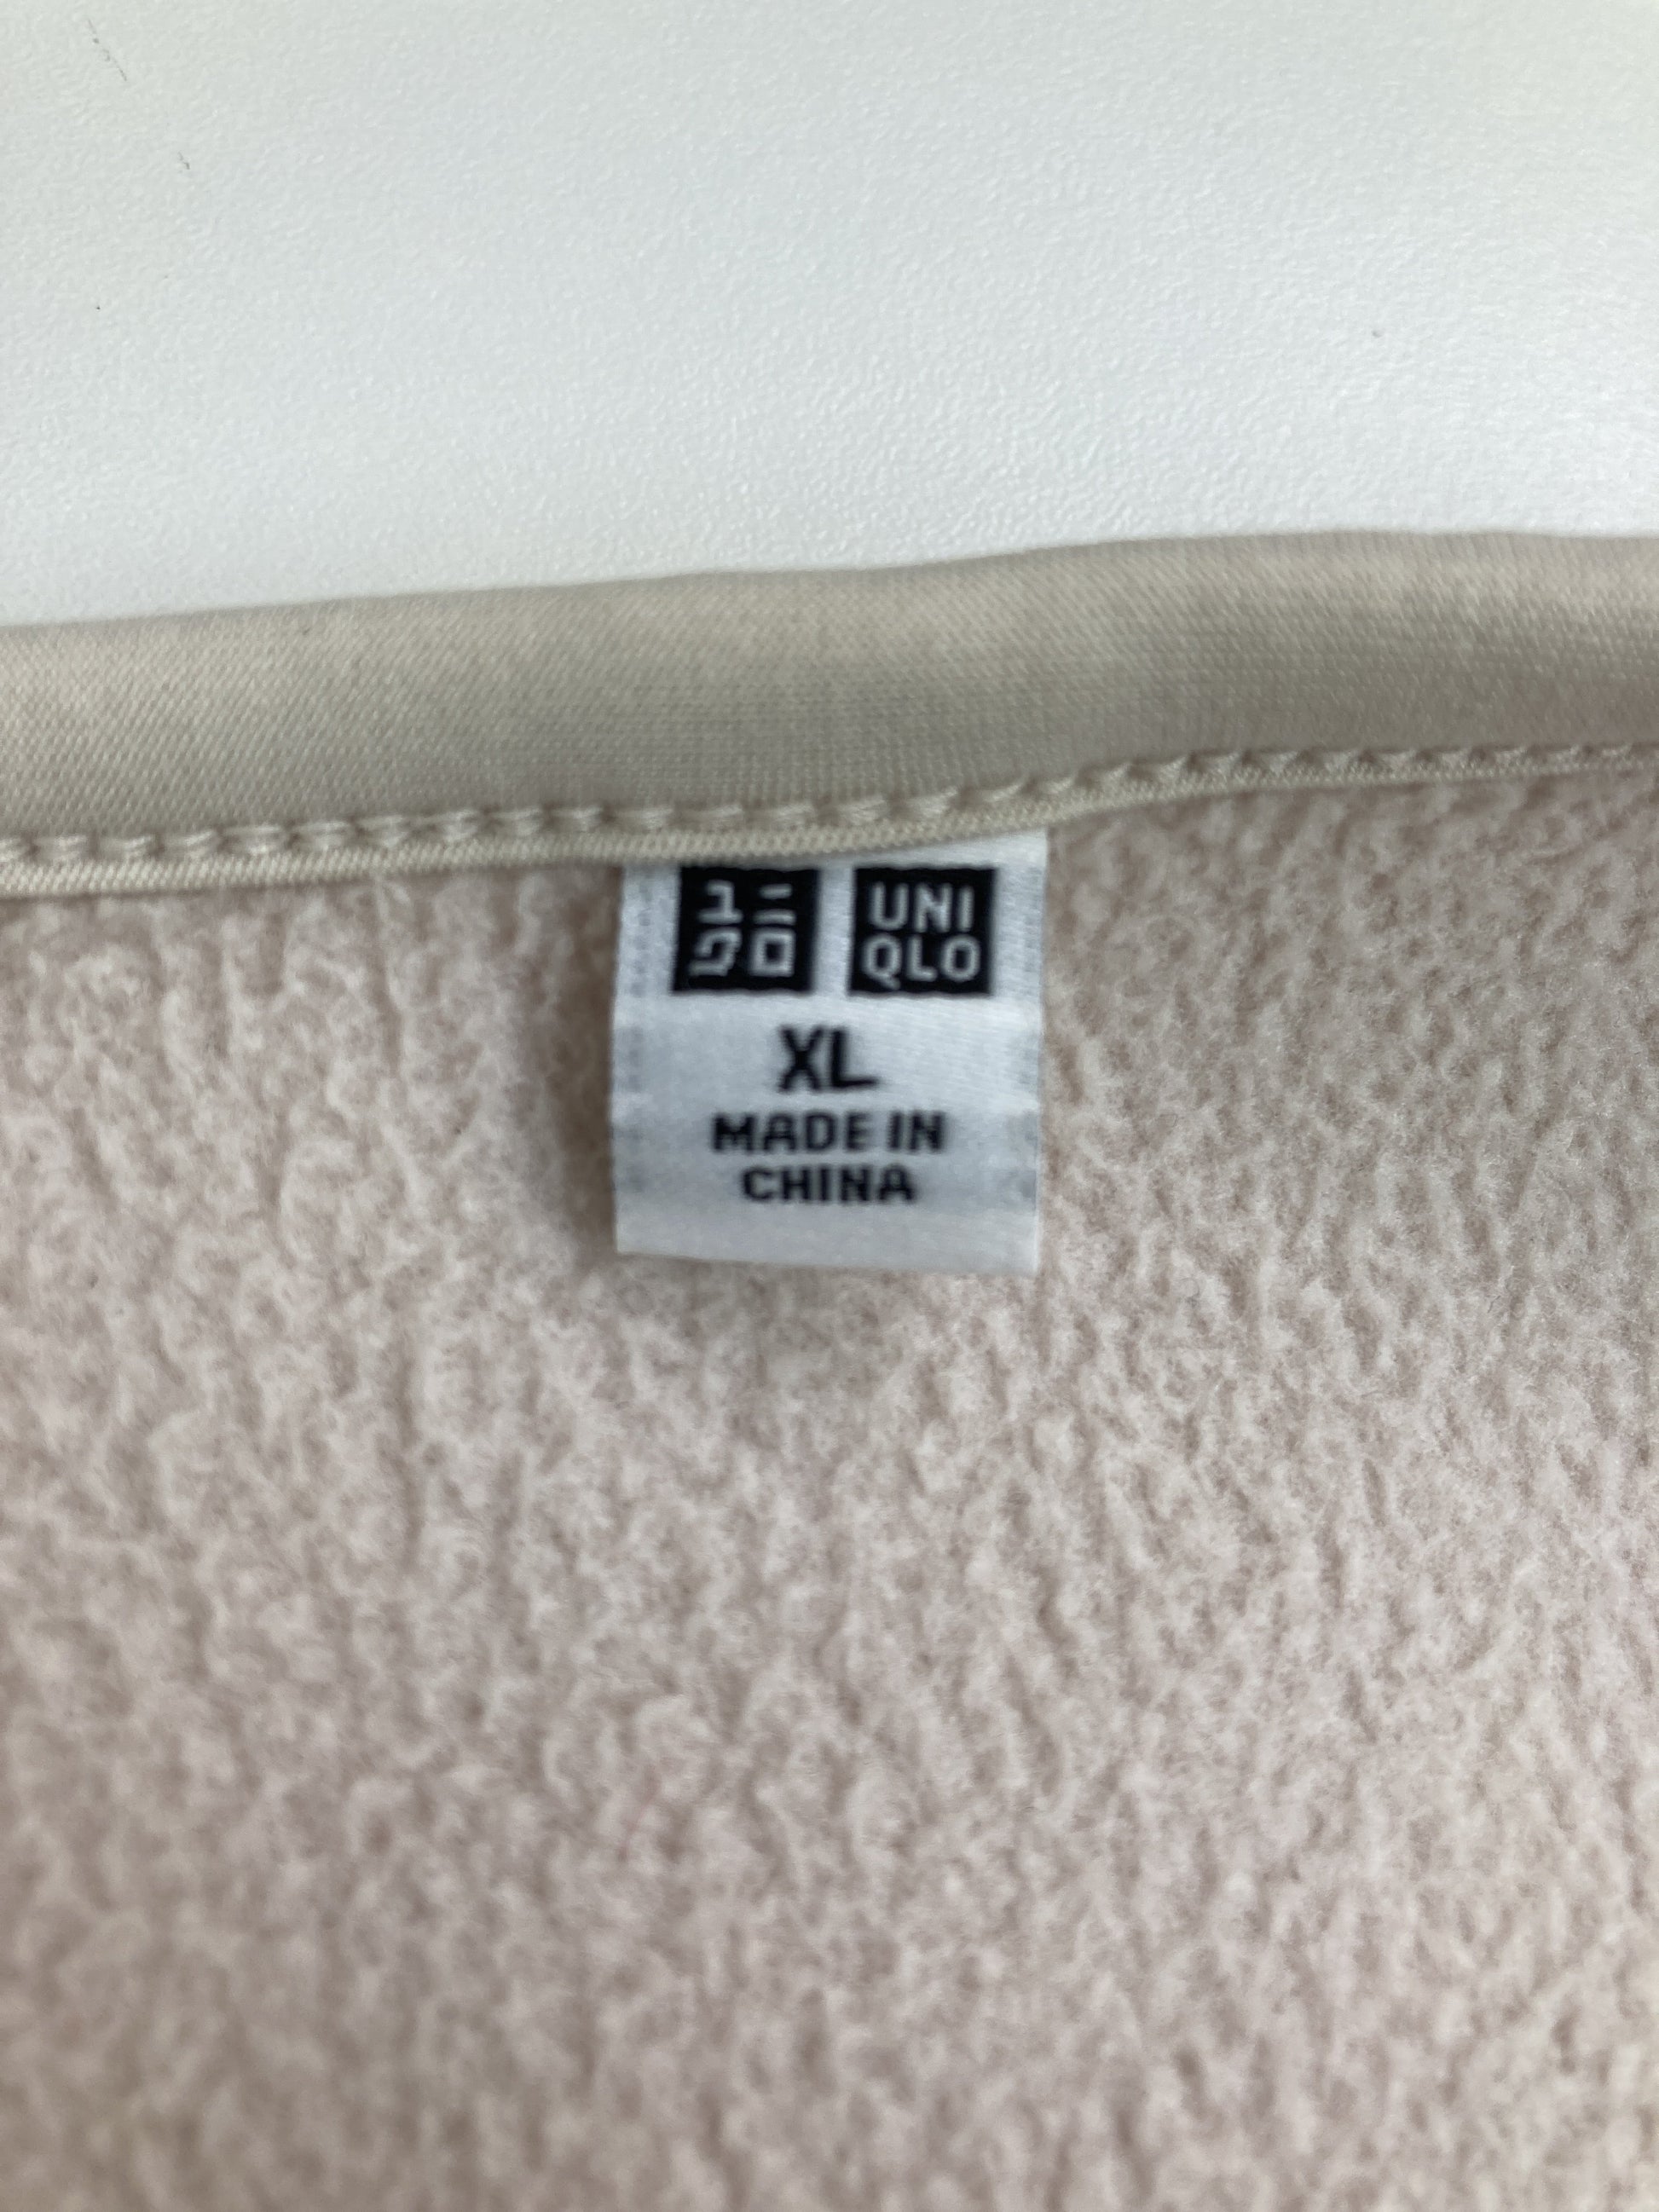 ユニ UNI
クロ QLO
XL
MADE IN
CHINA